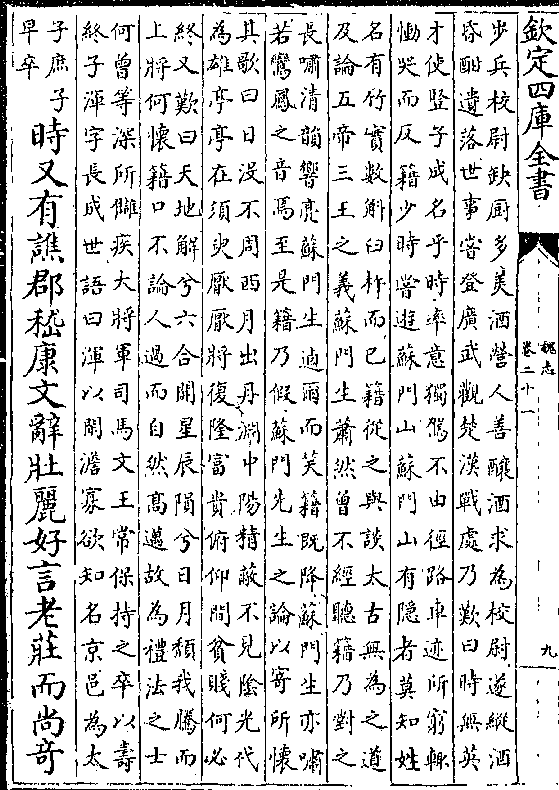 欽定四庫全書
魏志
卷二十一
九
步兵校尉缺厨多美酒營人善釀酒求為校尉遂縱酒
昏酣遺落世事嘗登廣武觀楚漢戰處乃歎曰時無英
才使豎子成名乎時率意獨駕不由徑路車迹所窮輙
慟哭而反籍少時嘗遊蘇門山蘇門山有隐者莫知姓
名有竹實數斛臼杵而已籍從之與談太古無為之道
及論五帝三王之義蘇門生蕭然曾不經聽籍乃對之
長嘯清韻響亮蘇門生逌爾而笑籍既降蘇門生亦嘯
若鸞鳳之音焉至是籍乃假蘇門先生之論以寄所懷
其歌曰日没不周西月出丹淵中陽精蔽不見陰光代
為雄亭亭在須臾厭厭將復隆富貴俯仰間貧賤何必
終又歎曰天地解兮六合開星辰隕兮日月頽我騰而
上將何懷籍口不論人過而自然高邁故為禮法之士
何曾等深所讎疾大將軍司馬文王常保持之卒以壽
終子渾字長成世語曰渾以閑澹寡欲知名京邑為太
子庶子
早卒
時又有譙郡嵇康文辭壯麗好言老莊而尚竒